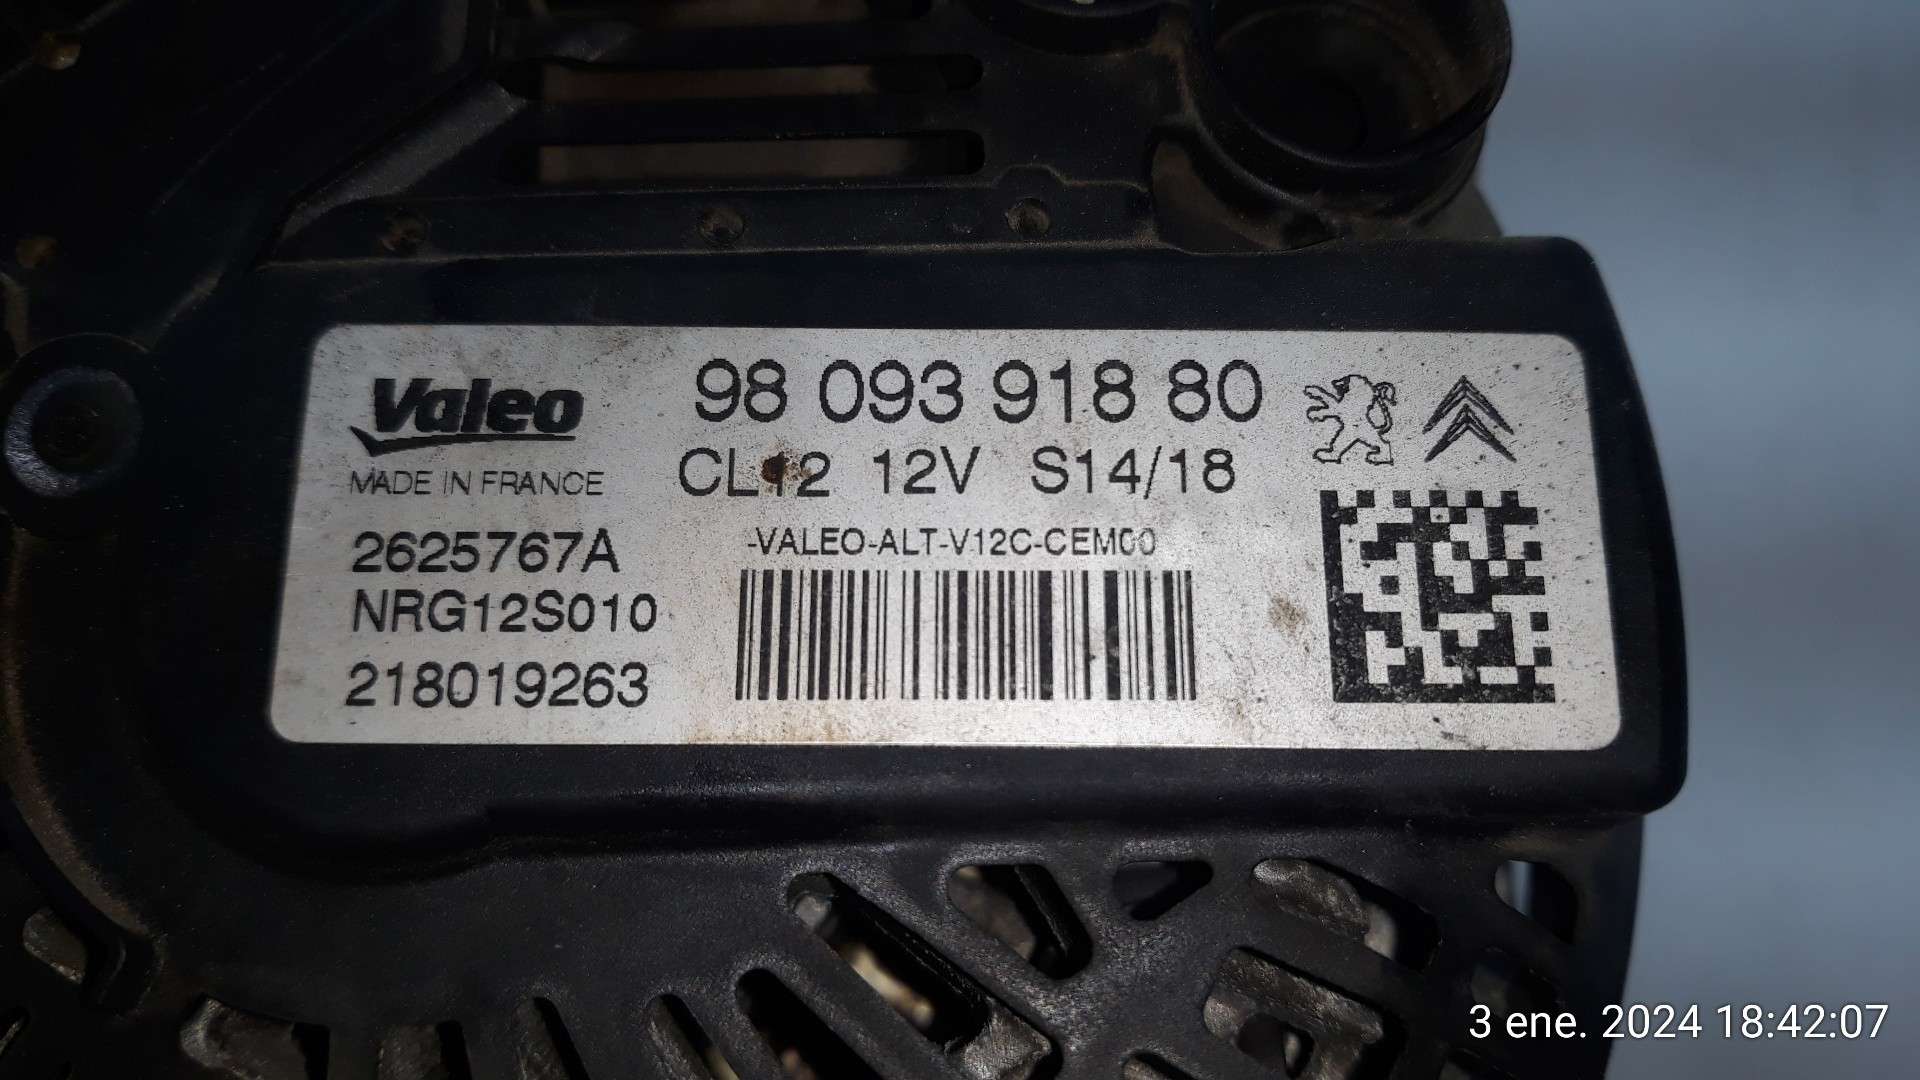 Valeo
MADE IN FRANCE
98 093 918 80
CL12 12V S14/18
2625767A
NRG12S010
218019263
-VALEO-ALT-V12C-CEM00
3 ene. 2024 18:42:07